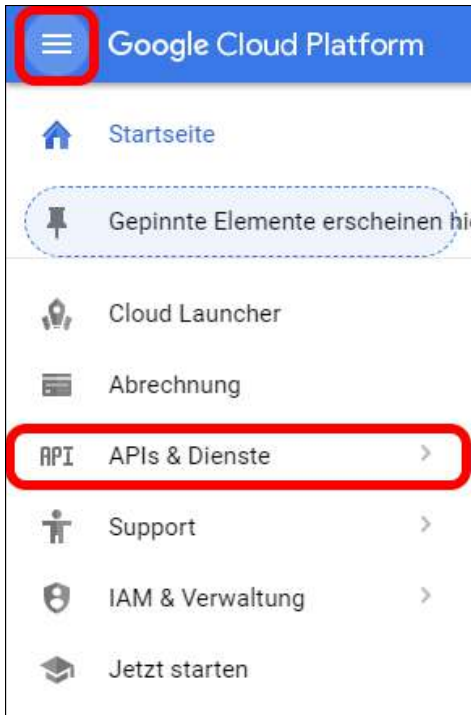 Google Cloud Platform
Startseite
Gepinnte Elemente erscheinen hi
Cloud Launcher
Abrechnung
API APIs & Dienste
Support
IAM & Verwaltung
Jetzt starten